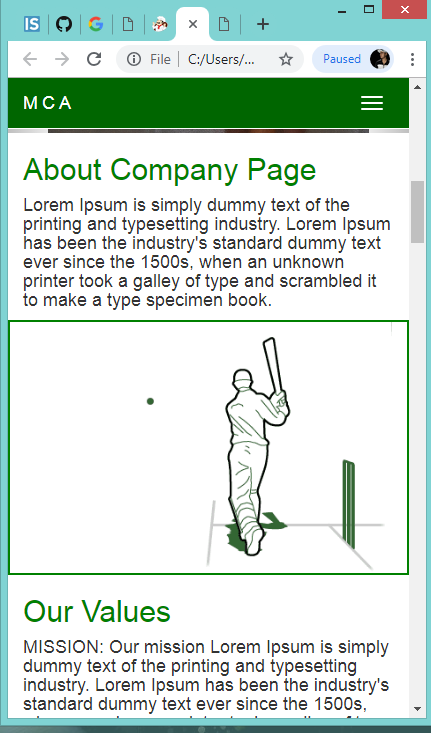 File
C:/Users/...
Paused
M C A
About Company Page
Lorem Ipsum is simply dummy text of the
printing and typesetting industry. Lorem Ipsum
has been the industry's standard dummy text
ever since the 1500s, when an unknown
printer took a galley of type and scrambled it
to make a type specimen book.
Our Values
MISSION: Our mission Lorem Ipsum is simply
dummy text of the printing and typesetting
industry. Lorem Ipsum has been the industry's
standard dummy text ever since the 1500s,